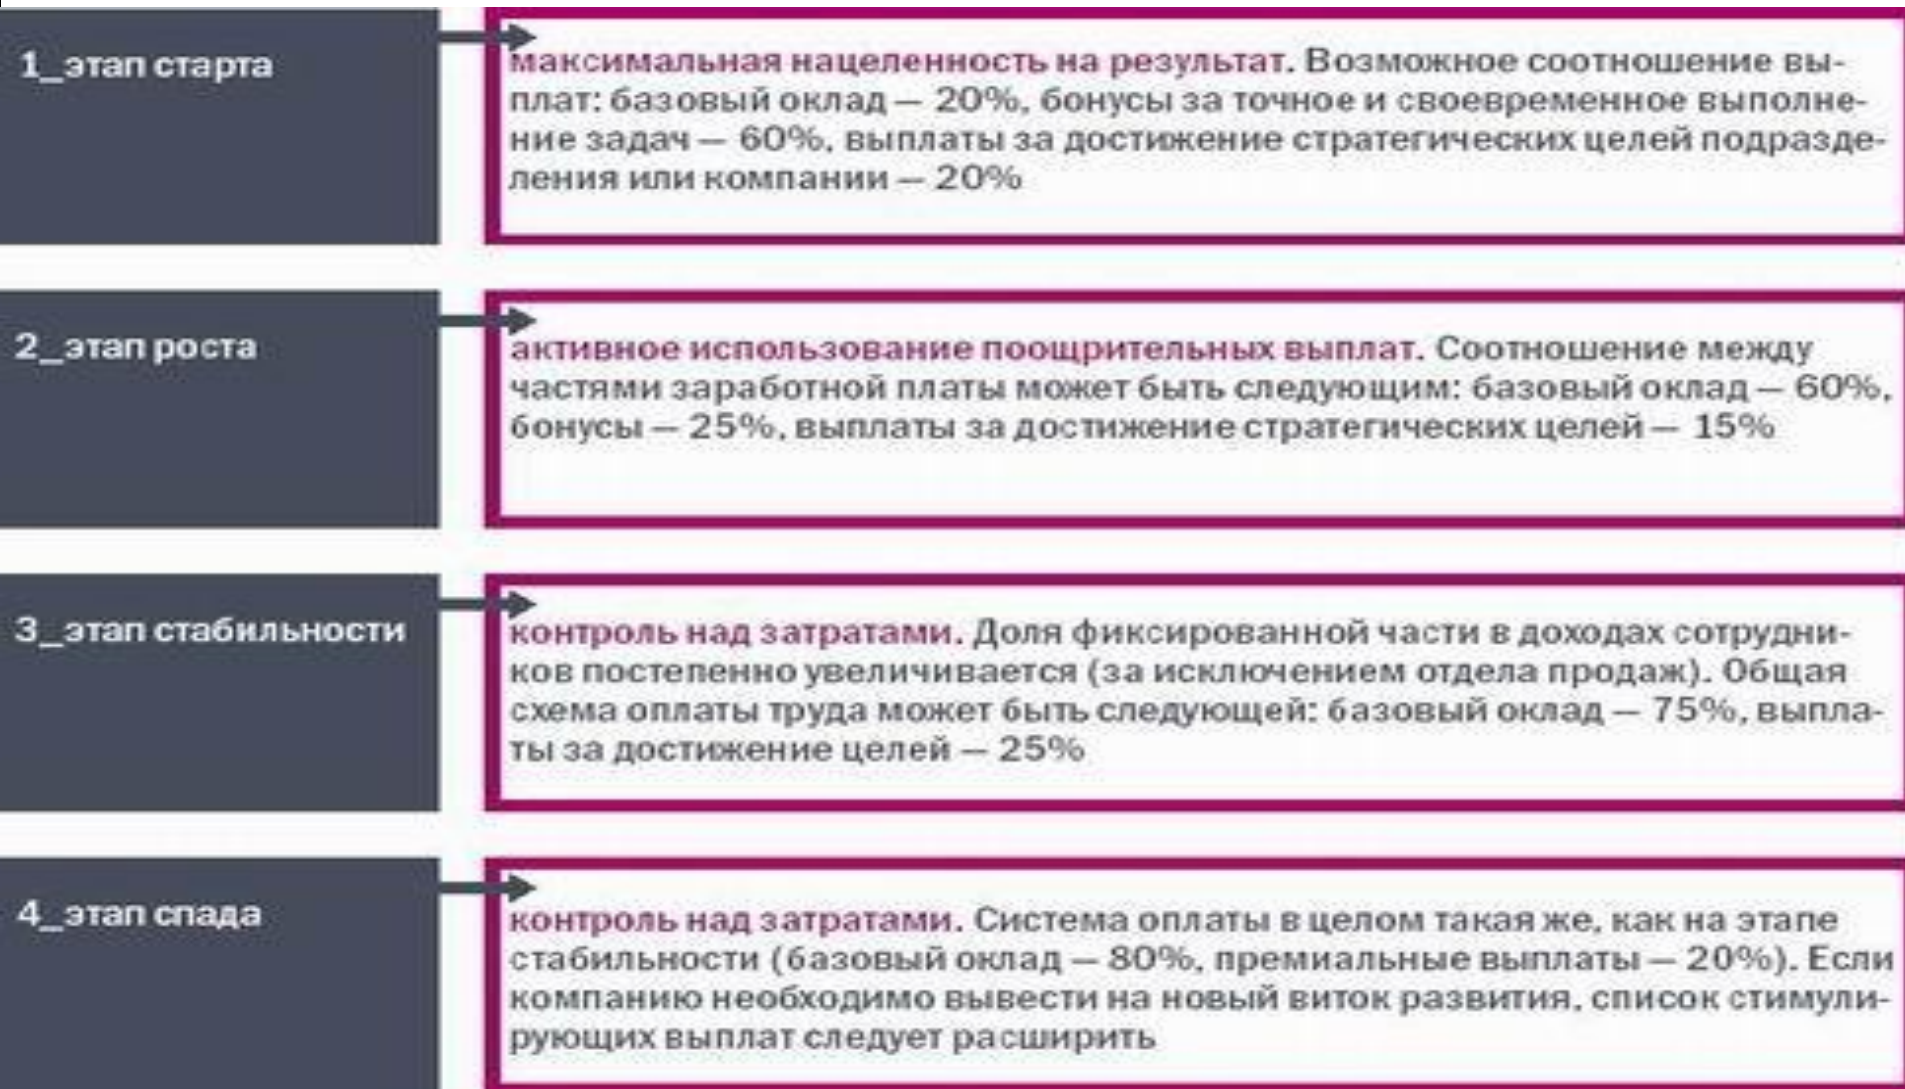 1_этап старта
максимальная нацеленность на результат. Возможное соотношение вы-
плат: базовый оклад — 20%, бонусы за точное и своевременное выполне-
ние задач — 60%, выплаты за достижение стратегических целей подразде-
ления или компании — 20%
2_этап роста
активное использование поощрительных выплат. Соотношение между
частями заработной платы может быть следующим: базовый оклад — 60%,
бонусы — 25%, выплаты за достижение стратегических целей — 15%
3_этап стабильности
контроль над затратами. Доля фиксированной части в доходах сотрудни-
ков постепенно увеличивается (за исключением отдела продаж). Общая
схема оплаты труда может быть следующей: базовый оклад — 75%, выпла-
ты за достижение целей — 25%
4_этап спада
контроль над затратами. Система оплаты в целом такая же, как на этапе
стабильности (базовый оклад — 80%, премиальные выплаты — 20%). Если
компанию необходимо вывести на новый виток развития, список стимули-
рующих выплат следует расширить